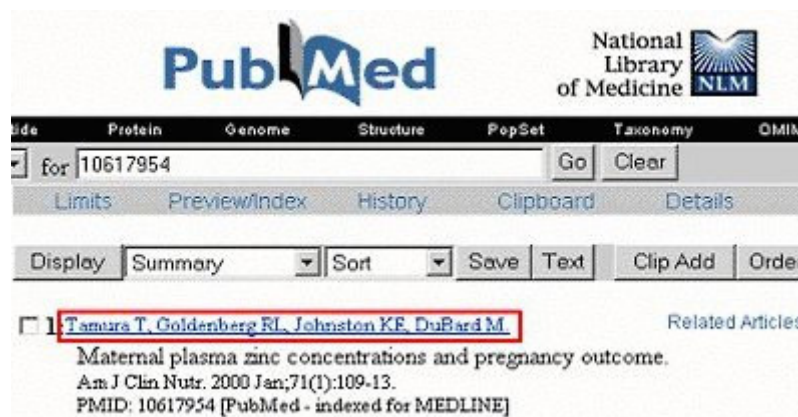 PubMed
National
Library
of Medicine NLM
tide Protein Genome Structure PopSet Taxonomy OMIM
for 10617954 Go Clear
Limits Preview/Index History Clipboard Details
Display Summary Sort Save Text Clip Add Orde
1: Tamura T, Goldenberg RL, Johnston KE, DuBard M. Related Articles
Maternal plasma zinc concentrations and pregnancy outcome.
Am J Clin Nutr. 2000 Jan;71(1):109-13.
PMID: 10617954 [PubMed - indexed for MEDLINE]